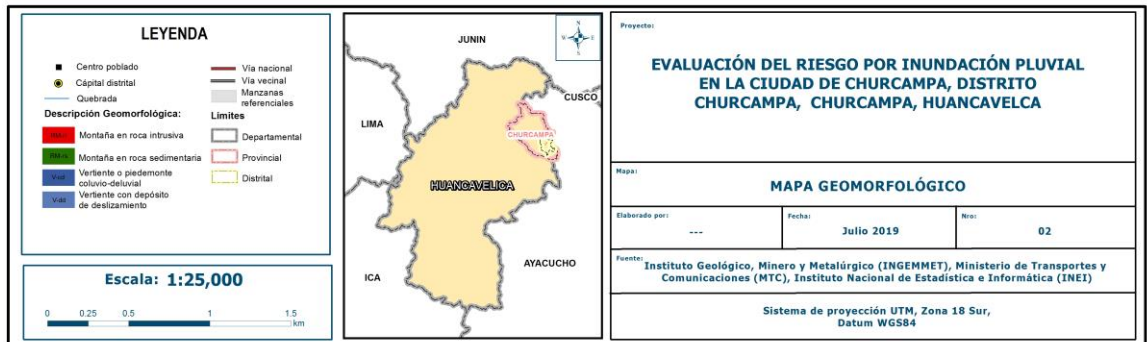 LEYENDA
Centro poblado
Cápital distrital
Quebrada
Vía nacional
Vía vecinal
Manzanas
referenciales
Descripción Geomorfológica:
Montaña en roca intrusiva
Montaña en roca sedimentaria
V-cd
Vertiente o piedemonte
coluvio-deluvial
V-dd
Vertiente con depósito
de deslizamiento
Limites
Departamental
Provincial
Distrital
Escala: 1:25,000
0 0.25 0.5 1 1.5
km
JUNIN
N
W E
S
CUSCO
LIMA
CHURCAMPA
HUANCAVELICA
ICA
AYACUCHO
Proyecto:
EVALUACIÓN DEL RIESGO POR INUNDACIÓN PLUVIAL
EN LA CIUDAD DE CHURCAMPA, DISTRITO
CHURCAMPA, CHURCAMPA, HUANCAVELCA
Mapa:
MAPA GEOMORFOLÓGICO
Elaborado por:
---
Fecha:
Julio 2019
Nro:
02
Fuente:
Instituto Geológico, Minero y Metalúrgico (INGEMMET), Ministerio de Transportes y
Comunicaciones (MTC), Instituto Nacional de Estadística e Informática (INEI)
Sistema de proyección UTM, Zona 18 Sur,
Datum WGS84